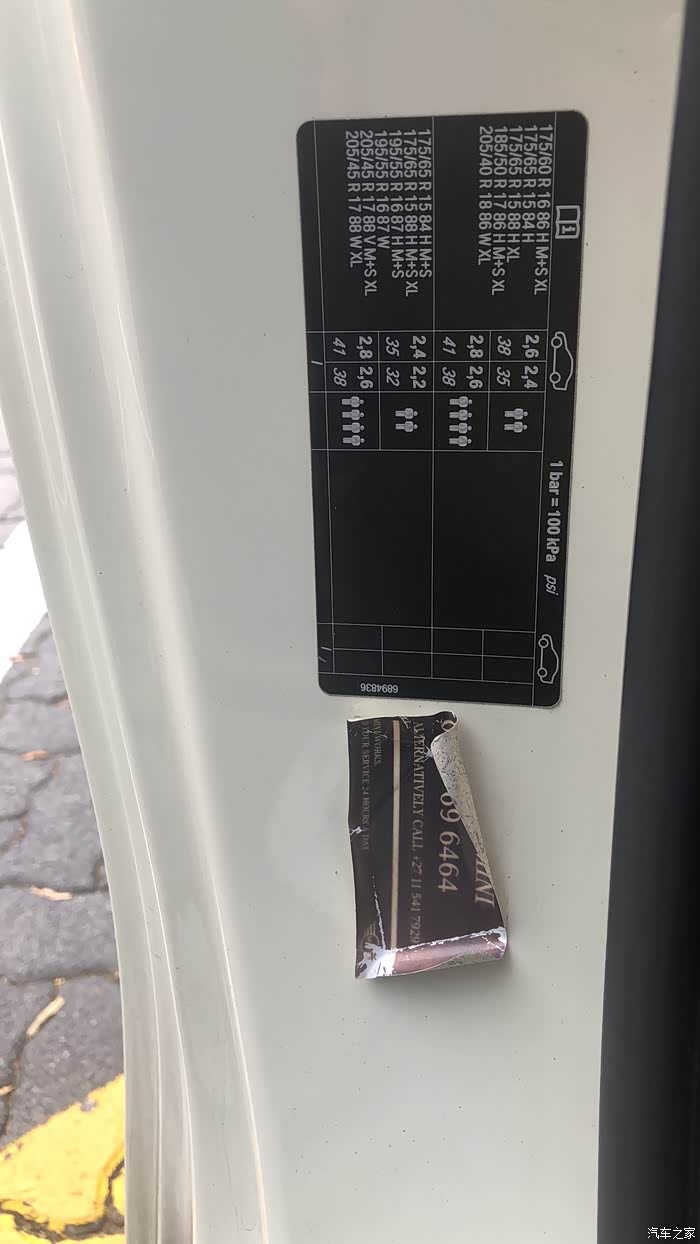 1 bar = 100 kPa psi
175/60 R 16 86 H M+S XL
175/65 R 15 84 H
175/65 R 15 88 H XL
185/50 R 17 86 H M+S XL
205/40 R 18 86 W XL
2,6 2,4
38 35
2,8 2,6
41 38
175/65 R 15 84 H M+S
175/65 R 15 88 H M+S XL
195/55 R 16 87 H M+S
195/55 R 16 87 W
205/45 R 17 88 V M+S XL
205/45 R 17 88 W XL
2,4 2,2
35 32
2,8 2,6
41 38
6894836
69 6464
ALTERNATIVELY CALL +27 11 541 7929
SERVICE 24 HOURS A DAY
汽车之家